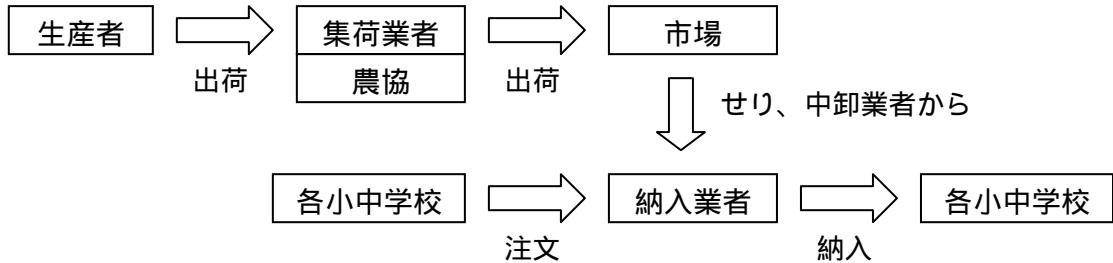 生産者
集荷業者
市場
出荷
農協
出荷
せり、中卸業者から
各小中学校
納入業者
各小中学校
注文
納入